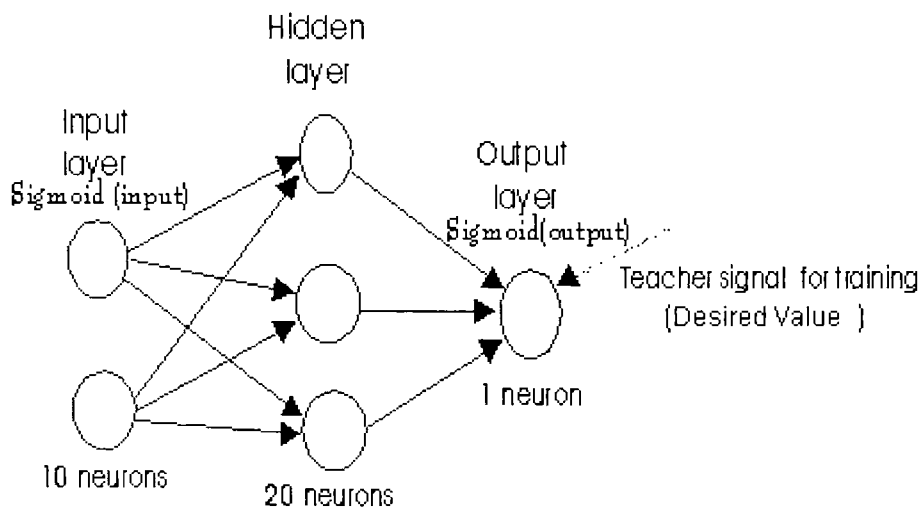 Hidden
layer
Input
layer
Sigmoid (input)
Output
layer
Sigmoid(output)
Teacher signal for training
(Desired Value )
1 neuron
10 neurons
20 neurons